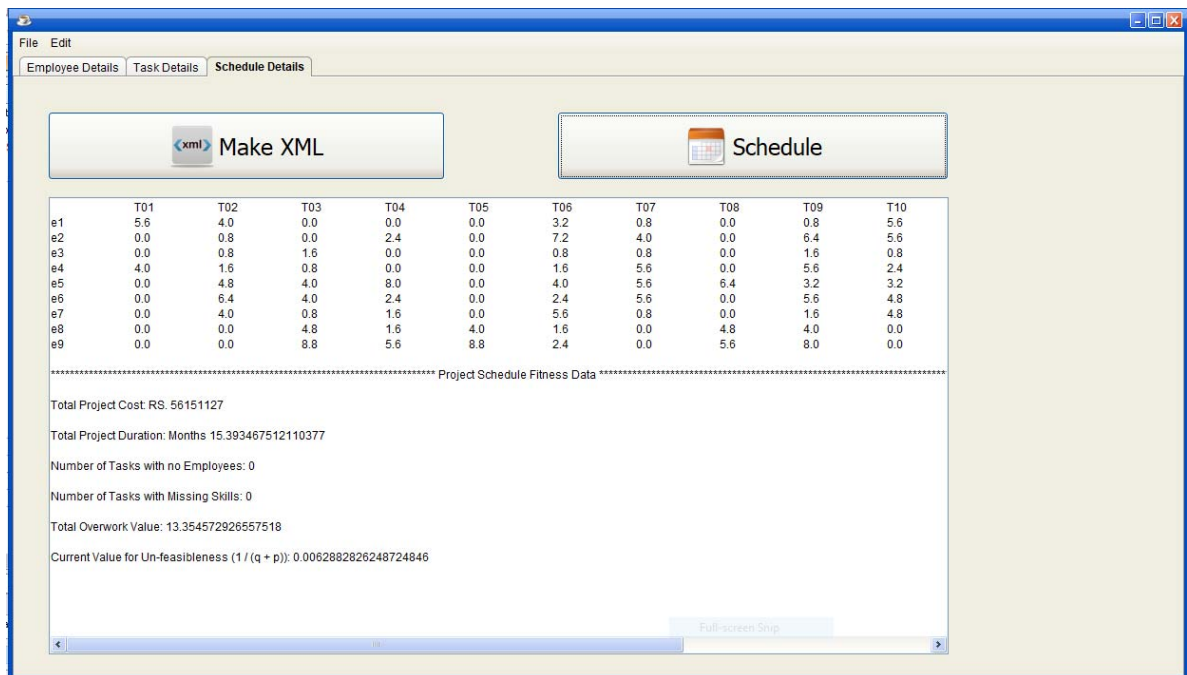 File Edit
Employee Details Task Details Schedule Details
<xml> Make XML Schedule
T01 T02 T03 T04 T05 T06 T07 T08 T09 T10
e1 5.6 4.0 0.0 0.0 0.0 3.2 0.8 0.0 0.8 5.6
e2 0.0 0.8 0.0 2.4 0.0 7.2 4.0 0.0 6.4 5.6
e3 0.0 0.8 1.6 0.0 0.0 0.8 0.8 0.0 1.6 0.8
e4 4.0 1.6 0.8 0.0 0.0 1.6 5.6 0.0 5.6 2.4
e5 0.0 4.8 4.0 8.0 0.0 4.0 5.6 6.4 3.2 3.2
e6 0.0 6.4 4.0 2.4 0.0 2.4 5.6 0.0 5.6 4.8
e7 0.0 4.0 0.8 1.6 0.0 5.6 0.8 0.0 1.6 4.8
e8 0.0 0.0 4.8 1.6 4.0 1.6 0.0 4.8 4.0 0.0
e9 0.0 0.0 8.8 5.6 8.8 2.4 0.0 5.6 8.0 0.0
******************************************************************************** Project Schedule Fitness Data ************************************************************************
Total Project Cost: RS. 56151127
Total Project Duration: Months 15.393467512110377
Number of Tasks with no Employees: 0
Number of Tasks with Missing Skills: 0
Total Overwork Value: 13.354572926557518
Current Value for Un-feasibleness (1 / (q + p)): 0.0062882826248724846
Full-screen Snip